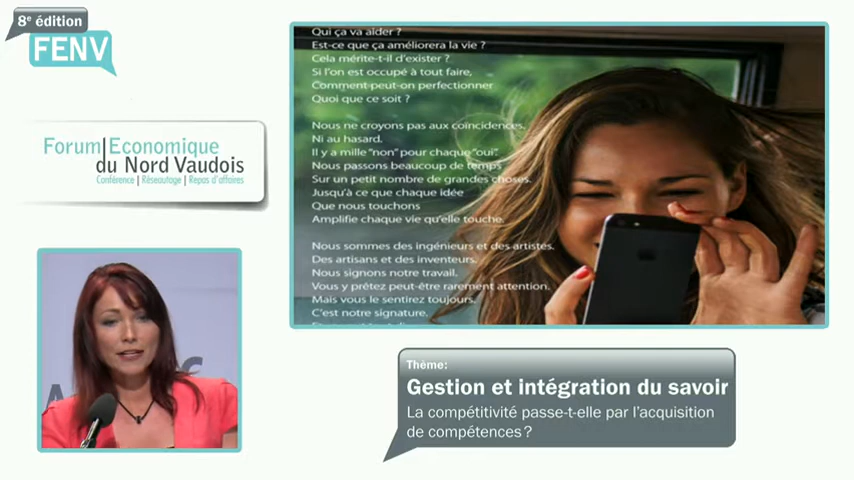 8e édition
FENV
Forum|Economique
du Nord Vaudois
Conférence | Réseautage | Repas d'affaires
Qui ça va aider ?
Est-ce que ça améliorera la vie ?
Cela mérite-t-il d'exister ?
Si l'on est occupé à tout faire,
Comment peut-on perfectionner
Quoi que ce soit ?
Nous ne croyons pas aux coïncidences.
Ni au hasard.
Il y a mille "non" pour chaque "oui".
Nous passons beaucoup de temps
Sur un petit nombre de grandes choses.
Jusqu'à ce que chaque idée
Que nous touchons
Amplifie chaque vie qu'elle touche.
Nous sommes des ingénieurs et des artistes.
Des artisans et des inventeurs.
Nous signons notre travail.
Vous y prêtez peut-être rarement attention.
Mais vous le sentirez toujours.
C'est notre signature.
Thème:
Gestion et intégration du savoir
La compétitivité passe-t-elle par l'acquisition
de compétences ?